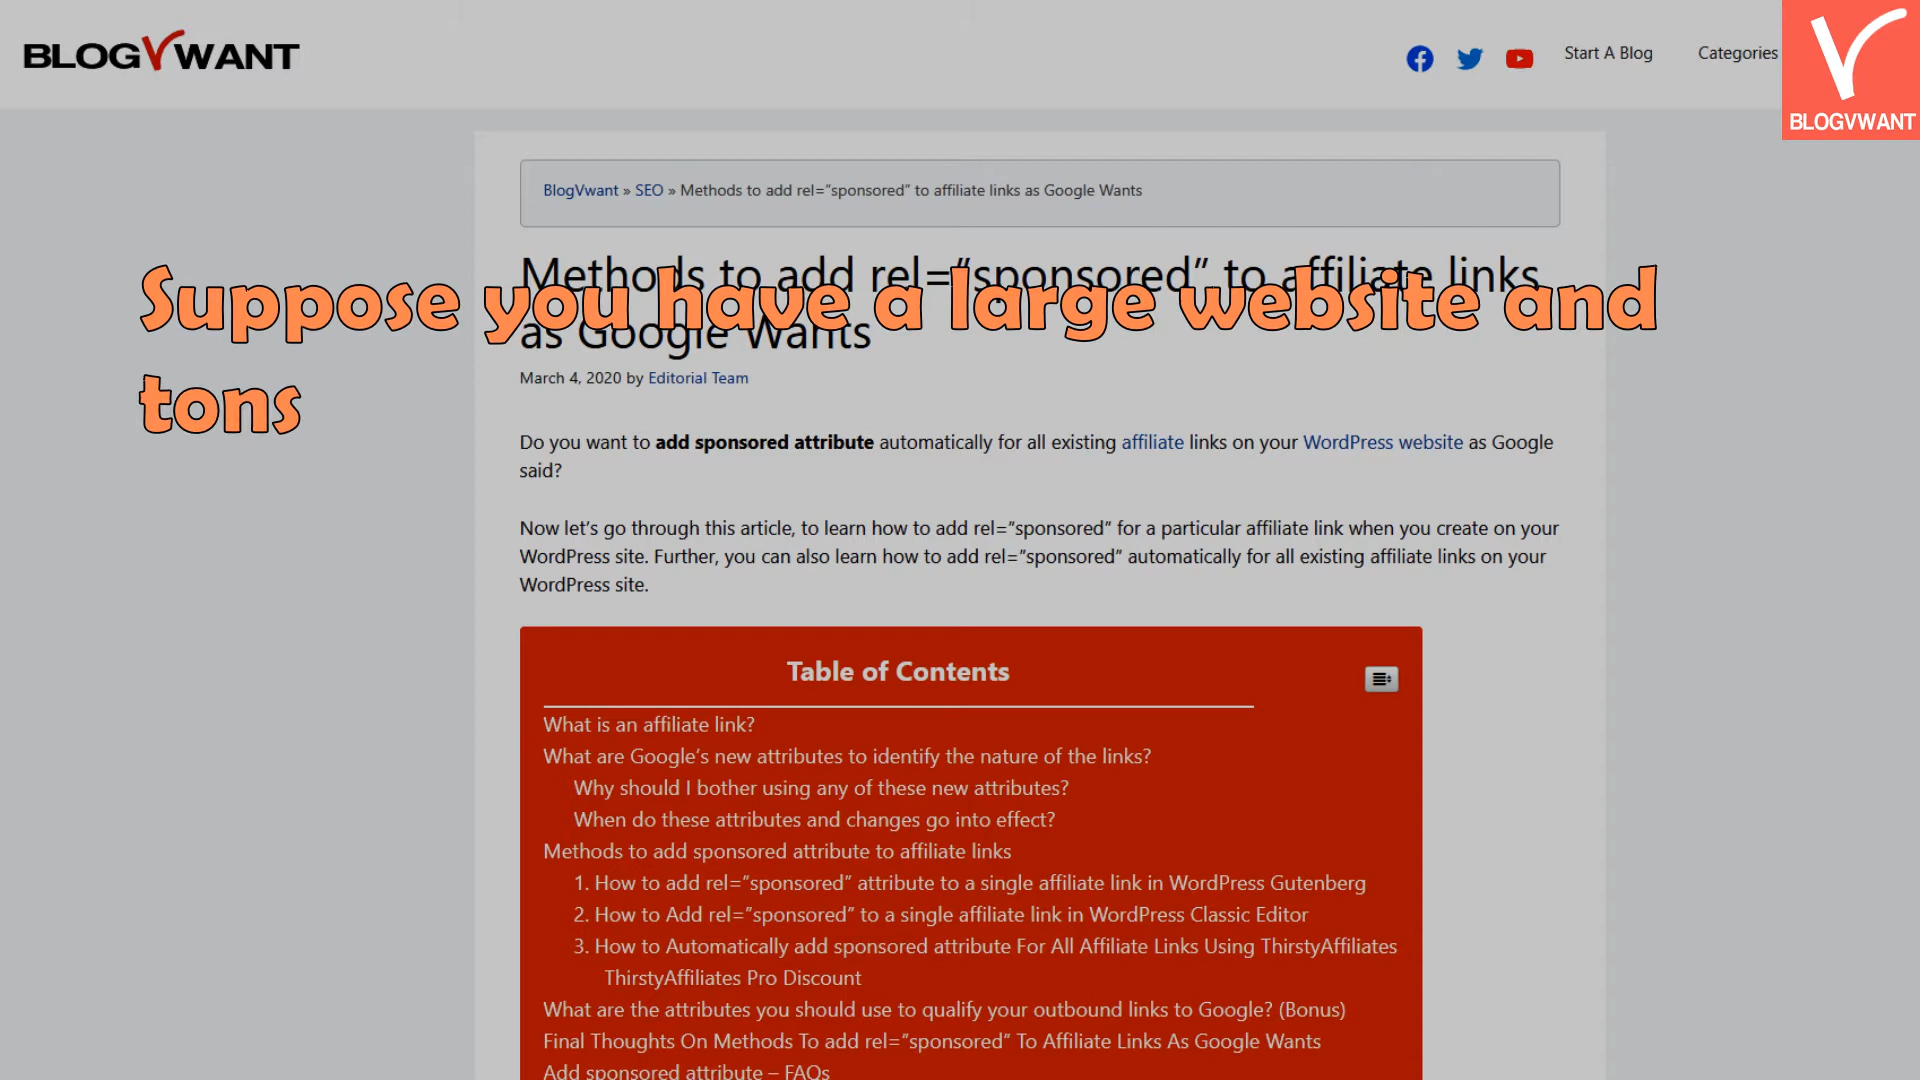 BLOGVWANT
Start A Blog
Categories
BLOGVWANT
BlogVwant » SEO » Methods to add rel=”sponsored” to affiliate links as Google Wants
Methods to add rel=”sponsored” to affiliate links
as Google Wants
Suppose you have a large website and
tons
March 4, 2020 by Editorial Team
Do you want to add sponsored attribute automatically for all existing affiliate links on your WordPress website as Google
said?
Now let’s go through this article, to learn how to add rel=”sponsored” for a particular affiliate link when you create on your
WordPress site. Further, you can also learn how to add rel=”sponsored” automatically for all existing affiliate links on your
WordPress site.
Table of Contents
What is an affiliate link?
What are Google’s new attributes to identify the nature of the links?
Why should I bother using any of these new attributes?
When do these attributes and changes go into effect?
Methods to add sponsored attribute to affiliate links
1. How to add rel=”sponsored” attribute to a single affiliate link in WordPress Gutenberg
2. How to Add rel=”sponsored” to a single affiliate link in WordPress Classic Editor
3. How to Automatically add sponsored attribute For All Affiliate Links Using ThirstyAffiliates
ThirstyAffiliates Pro Discount
What are the attributes you should use to qualify your outbound links to Google? (Bonus)
Final Thoughts On Methods To add rel=”sponsored” To Affiliate Links As Google Wants
Add sponsored attribute – FAQs